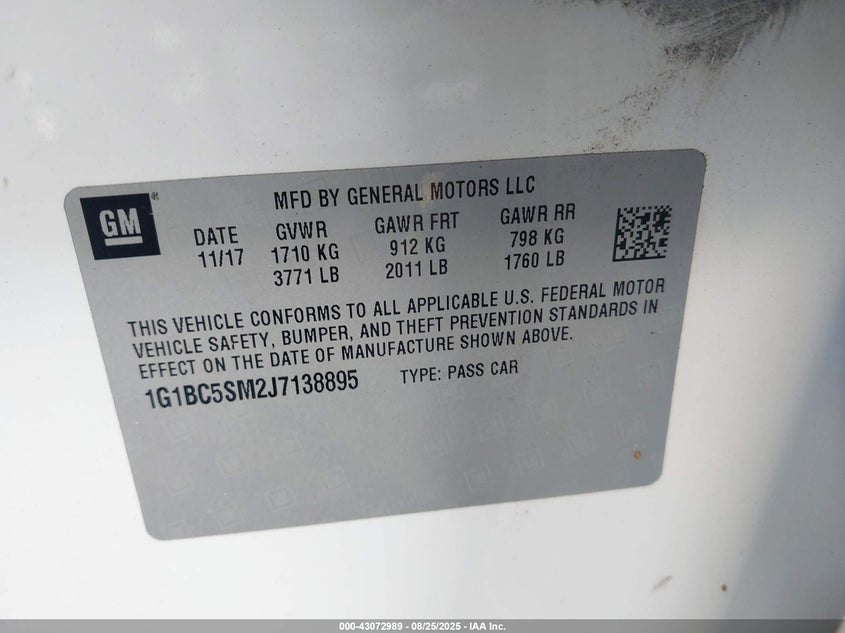 GM®
MFD BY GENERAL MOTORS LLC
DATE GVWR GAWR FRT GAWR RR
11/17 1710 KG 912 KG 798 KG
3771 LB 2011 LB 1760 LB
THIS VEHICLE CONFORMS TO ALL APPLICABLE U.S. FEDERAL MOTOR
VEHICLE SAFETY, BUMPER, AND THEFT PREVENTION STANDARDS IN
EFFECT ON THE DATE OF MANUFACTURE SHOWN ABOVE.
1G1BC5SM2J7138895 TYPE: PASS CAR
000-43072989 - 08/25/2025 - IAA Inc.